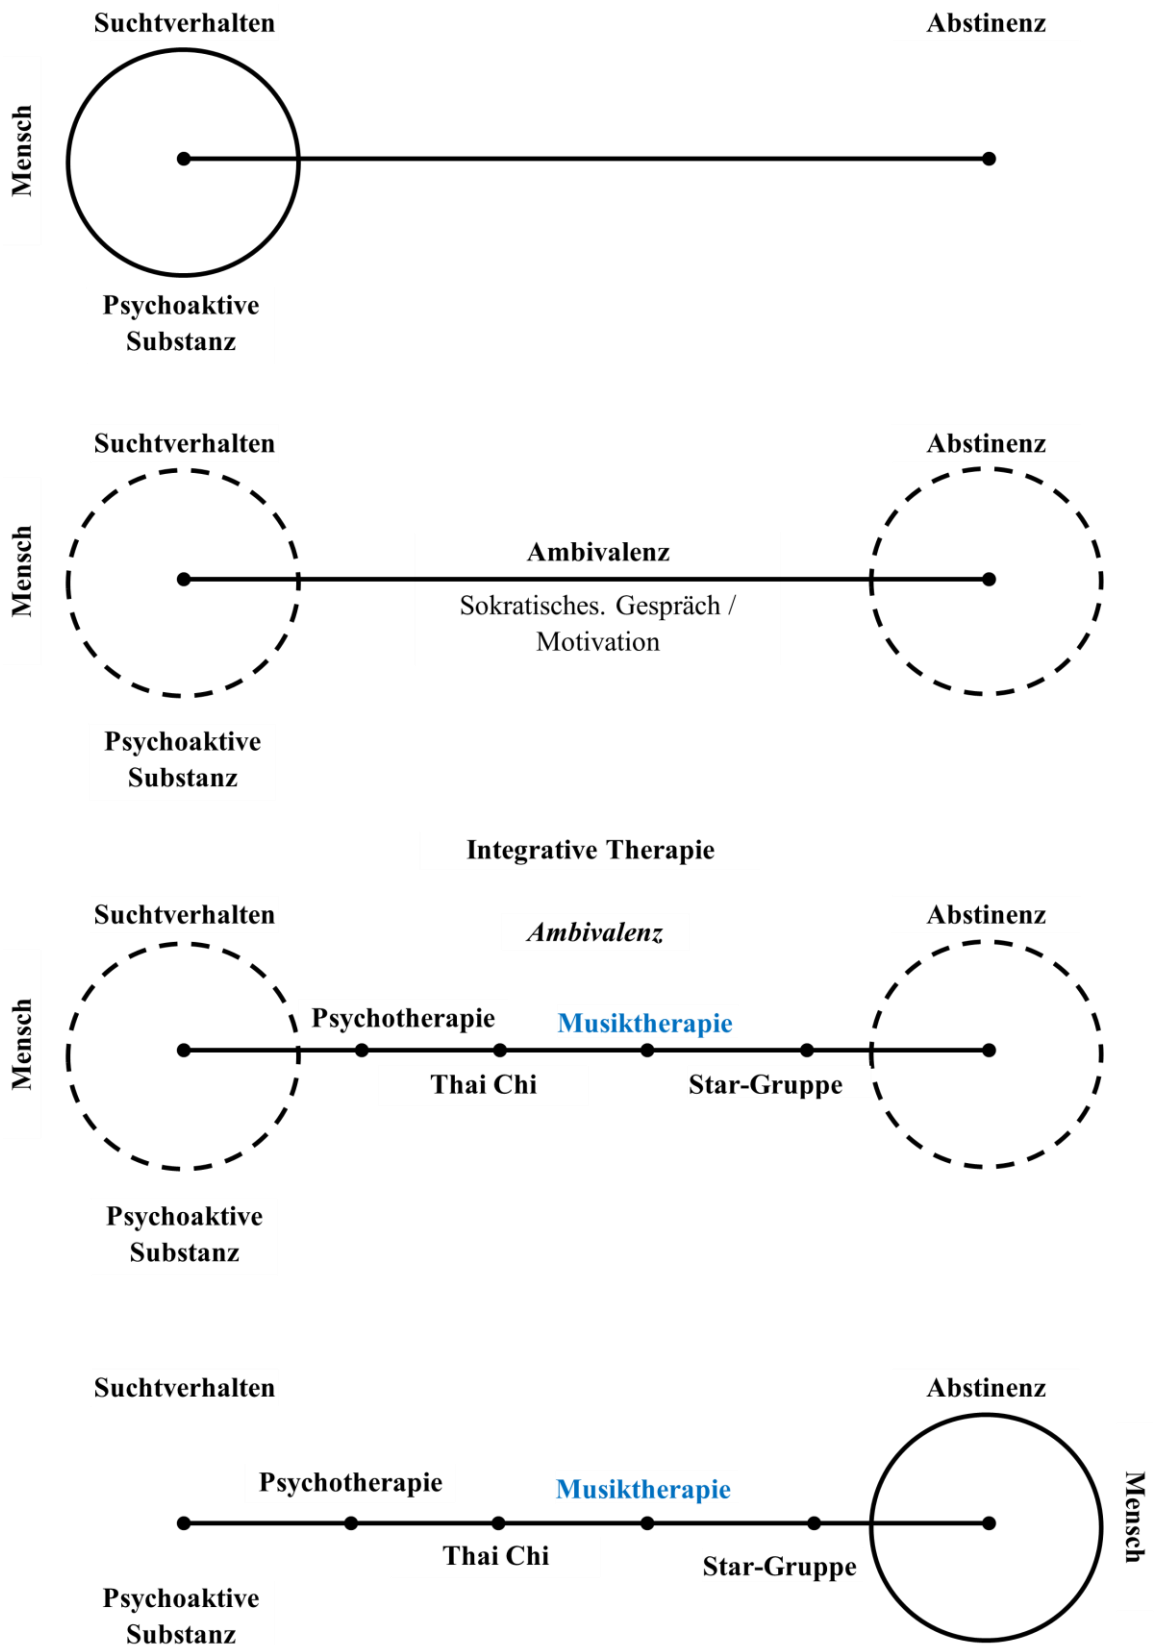 Suchtverhalten
Abstinenz
Mensch
Psychoaktive
Substanz
Suchtverhalten
Abstinenz
Mensch
Ambivalenz
Sokratisches. Gespräch /
Motivation
Psychoaktive
Substanz
Integrative Therapie
Suchtverhalten
Abstinenz
Ambivalenz
Mensch
Psychotherapie
Musiktherapie
Thai Chi
Star-Gruppe
Psychoaktive
Substanz
Suchtverhalten
Abstinenz
Psychotherapie
Musiktherapie
Mensch
Thai Chi
Star-Gruppe
Psychoaktive
Substanz